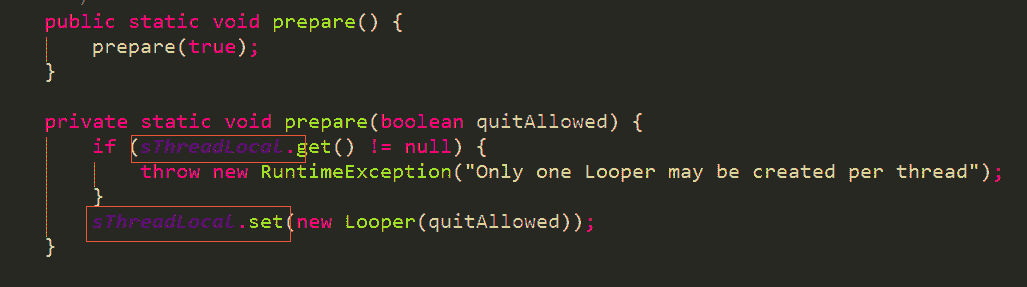 public static void prepare() {
prepare(true);
}
private static void prepare(boolean quitAllowed) {
if (sThreadLocal.get() != null) {
throw new RuntimeException("Only one Looper may be created per thread");
}
sThreadLocal.set(new Looper(quitAllowed));
}